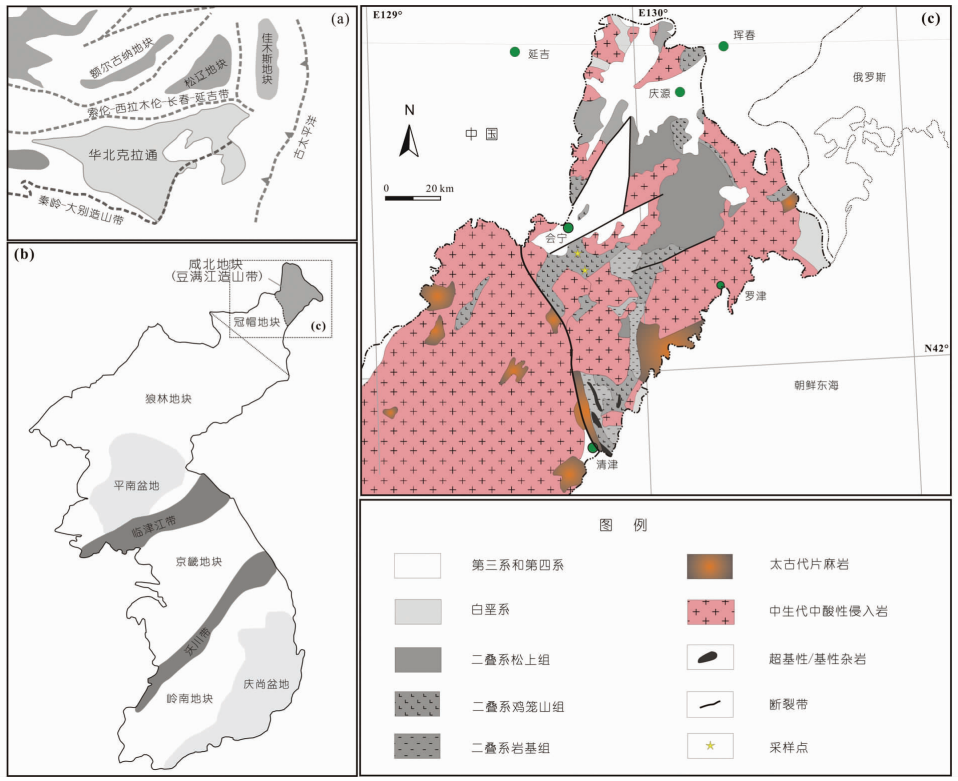 (a)
额尔古纳地块
松辽地块
佳木斯地块
索伦-西拉木伦-长春-延吉带
华北克拉通
古太平洋
秦岭-大别造山带
(b)
咸北地块
(豆满江造山带)
冠帽地块
(c)
狼林地块
平南盆地
临津江带
京畿地块
沃川带
岭南地块
庆尚盆地
E129°
E130°
(c)
延吉
珲春
俄罗斯
庆源
N
中国
0
20 km
会宁
罗津
N42°
朝鲜东海
清津
图 例
第三系和第四系
太古代片麻岩
白垩系
中生代中酸性侵入岩
二叠系松上组
超基性/基性杂岩
二叠系鸡笼山组
断裂带
二叠系岩基组
采样点